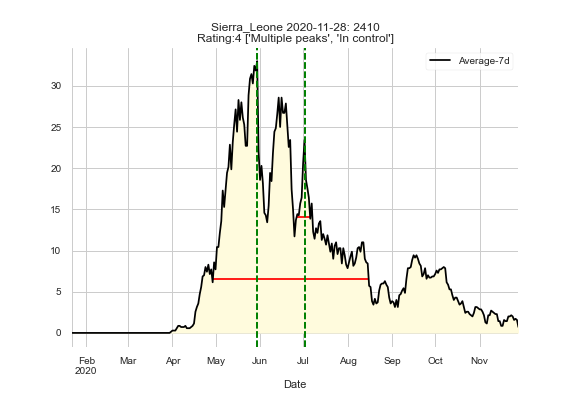 Sierra_Leone 2020-11-28: 2410
Rating:4 ['Multiple peaks', 'In control']
Average-7d
30
25
20
15
10
5
0
Feb Mar Apr May Jun Jul Aug Sep Oct Nov
2020
Date